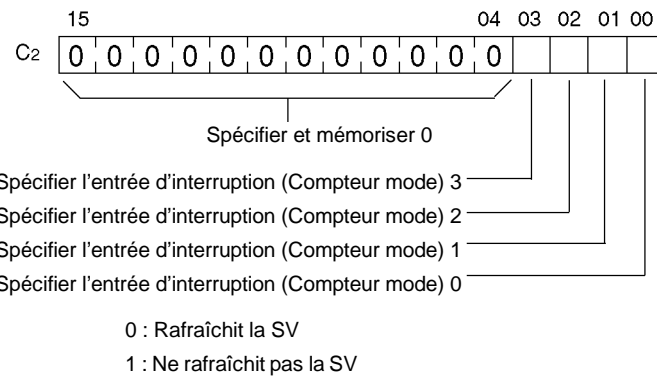 15 04 03 02 01 00
C2 0 0 0 0 0 0 0 0 0 0 0 0
Spécifier et mémoriser 0
Spécifier l'entrée d'interruption (Compteur mode) 3
Spécifier l'entrée d'interruption (Compteur mode) 2
Spécifier l'entrée d'interruption (Compteur mode) 1
Spécifier l'entrée d'interruption (Compteur mode) 0
0 : Rafraîchit la SV
1 : Ne rafraîchit pas la SV